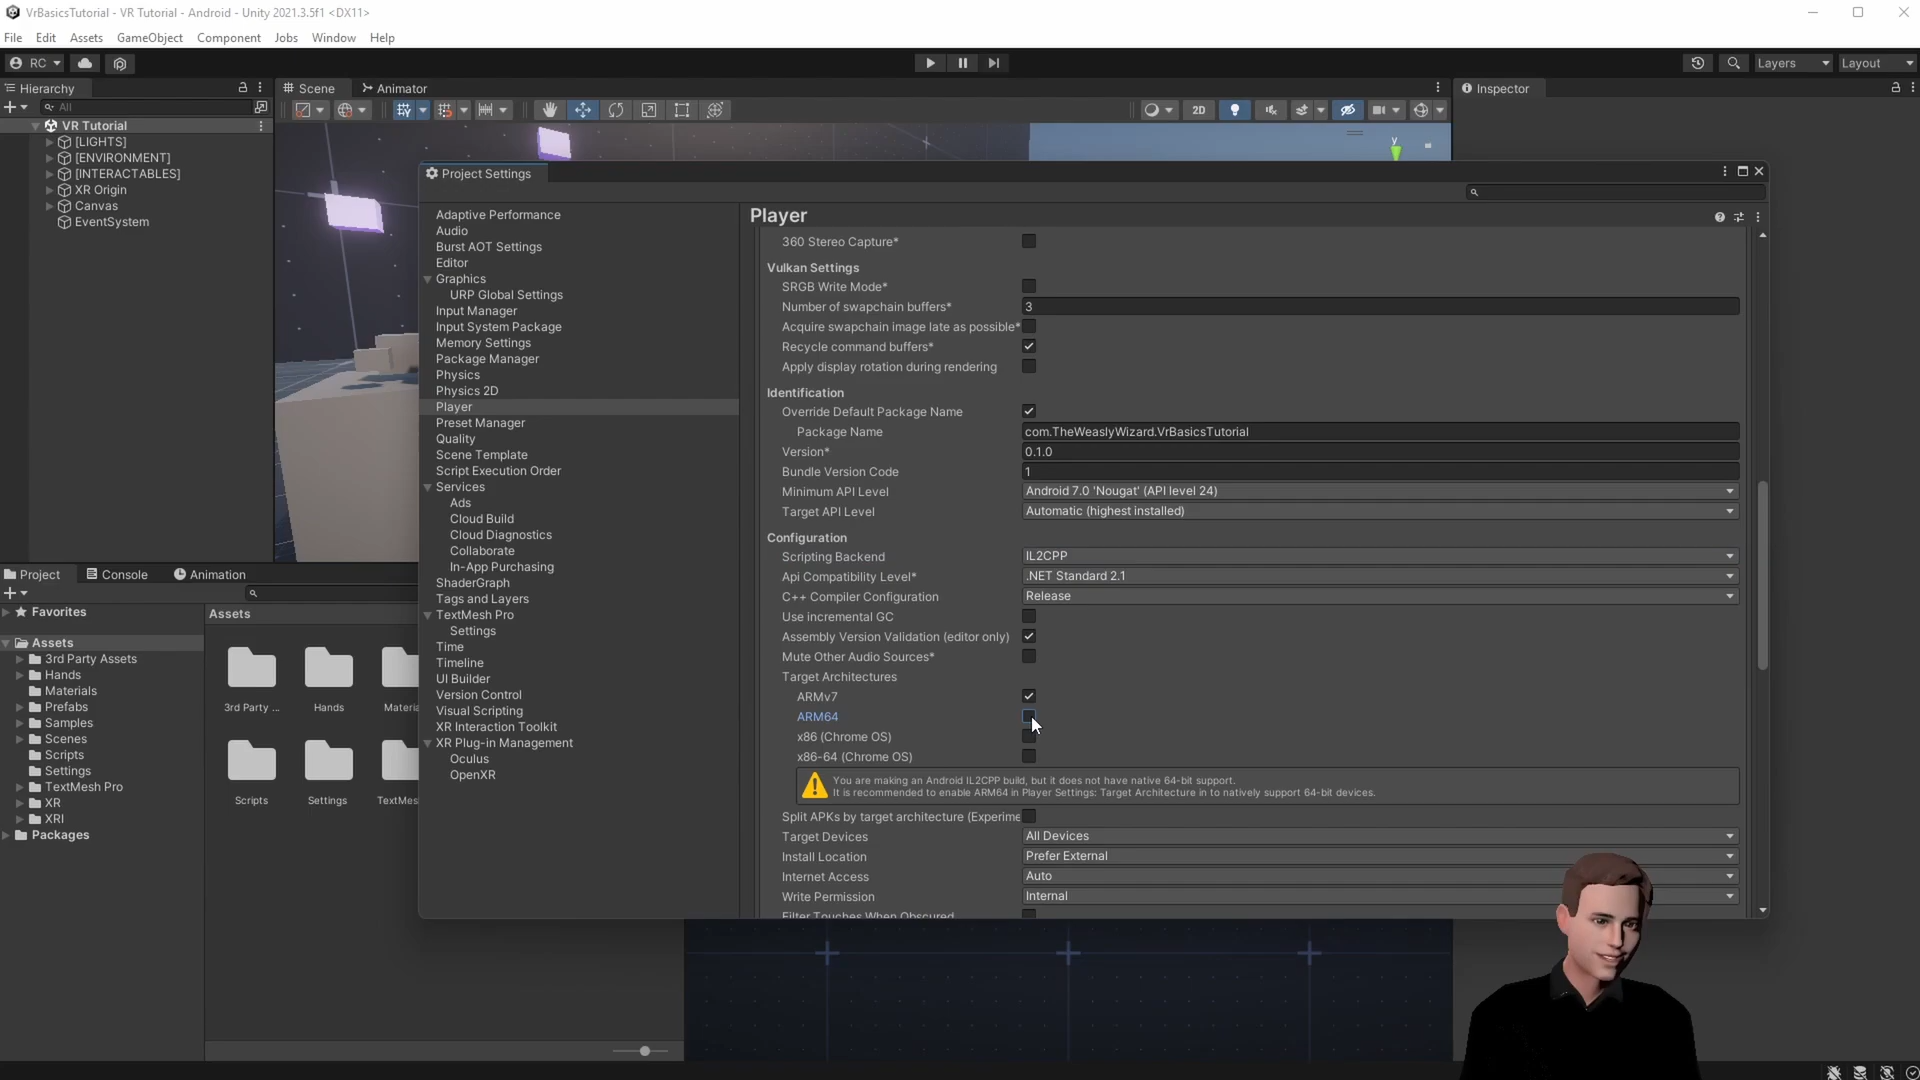 VrBasicsTutorial - VR Tutorial - Android - Unity 2021.3.5f1 <DX11>
File Edit Assets GameObject Component Jobs Window Help
RC Layers Layout
Hierarchy
All
VR Tutorial
[LIGHTS]
[ENVIRONMENT]
[INTERACTABLES]
XR Origin
Canvas
EventSystem
Scene Animator
2D
y
Inspector
Project Settings
Adaptive Performance
Audio
Burst AOT Settings
Editor
Graphics
URP Global Settings
Input Manager
Input System Package
Memory Settings
Package Manager
Physics
Physics 2D
Player
Preset Manager
Quality
Scene Template
Script Execution Order
Services
Ads
Cloud Build
Cloud Diagnostics
Collaborate
In-App Purchasing
ShaderGraph
Tags and Layers
TextMesh Pro
Settings
Time
Timeline
UI Builder
Version Control
Visual Scripting
XR Interaction Toolkit
XR Plug-in Management
Oculus
OpenXR
Player
360 Stereo Capture*
Vulkan Settings
SRGB Write Mode*
Number of swapchain buffers* 3
Acquire swapchain image late as possible*
Recycle command buffers*
Apply display rotation during rendering
Identification
Override Default Package Name
Package Name com.TheWeaslyWizard.VrBasicsTutorial
Version* 0.1.0
Bundle Version Code 1
Minimum API Level Android 7.0 'Nougat' (API level 24)
Target API Level Automatic (highest installed)
Configuration
Scripting Backend IL2CPP
Api Compatibility Level* .NET Standard 2.1
C++ Compiler Configuration Release
Use incremental GC
Assembly Version Validation (editor only)
Mute Other Audio Sources*
Target Architectures
ARMv7
ARM64
x86 (Chrome OS)
x86-64 (Chrome OS)
You are making an Android IL2CPP build, but it does not have native 64-bit support.
It is recommended to enable ARM64 in Player Settings: Target Architecture in to natively support 64-bit devices.
Split APKs by target architecture (Experime
Target Devices All Devices
Install Location Prefer External
Internet Access Auto
Write Permission Internal
Filter Touches When Obscured
Project Console Animation
Favorites
Assets
3rd Party Assets
Hands
Materials
Prefabs
Samples
Scenes
Scripts
Settings
TextMesh Pro
XR
XRI
Packages
Assets
3rd Party ... Hands Mater
Scripts Settings TextMes